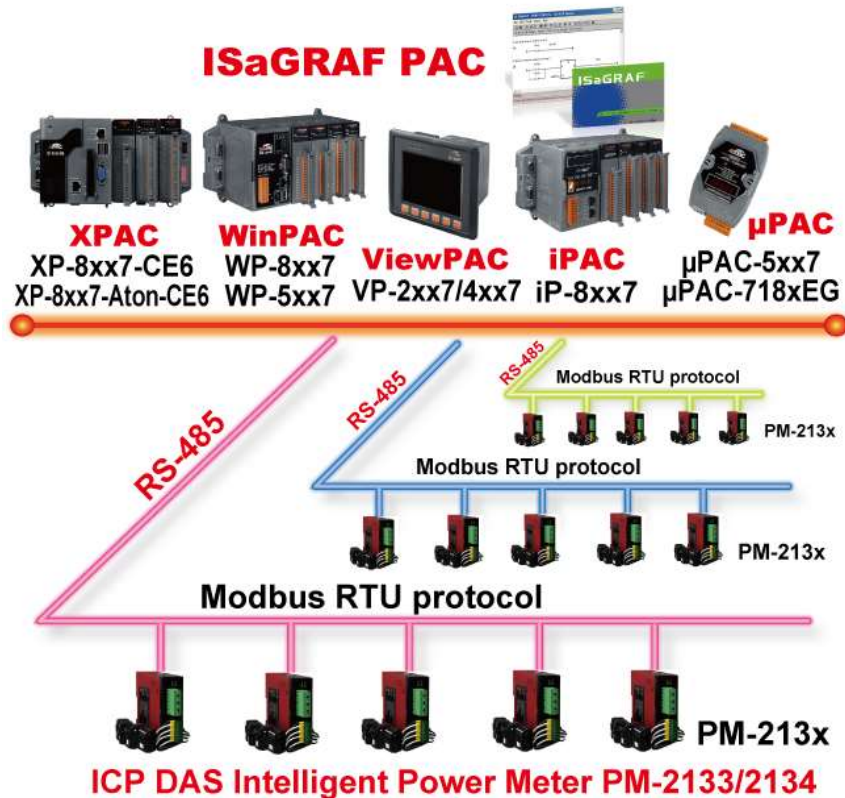 ISaGRAF PAC
ISaGRAF
XPAC
XP-8xx7-CE6
XP-8xx7-Aton-CE6
WinPAC
WP-8xx7
WP-5xx7
ViewPAC
VP-2xx7/4xx7
iPAC
iP-8xx7
µPAC
µPAC-5xx7
µPAC-718xEG
RS-485
Modbus RTU protocol
PM-213x
RS-485
Modbus RTU protocol
PM-213x
RS-485
Modbus RTU protocol
PM-213x
ICP DAS Intelligent Power Meter PM-2133/2134